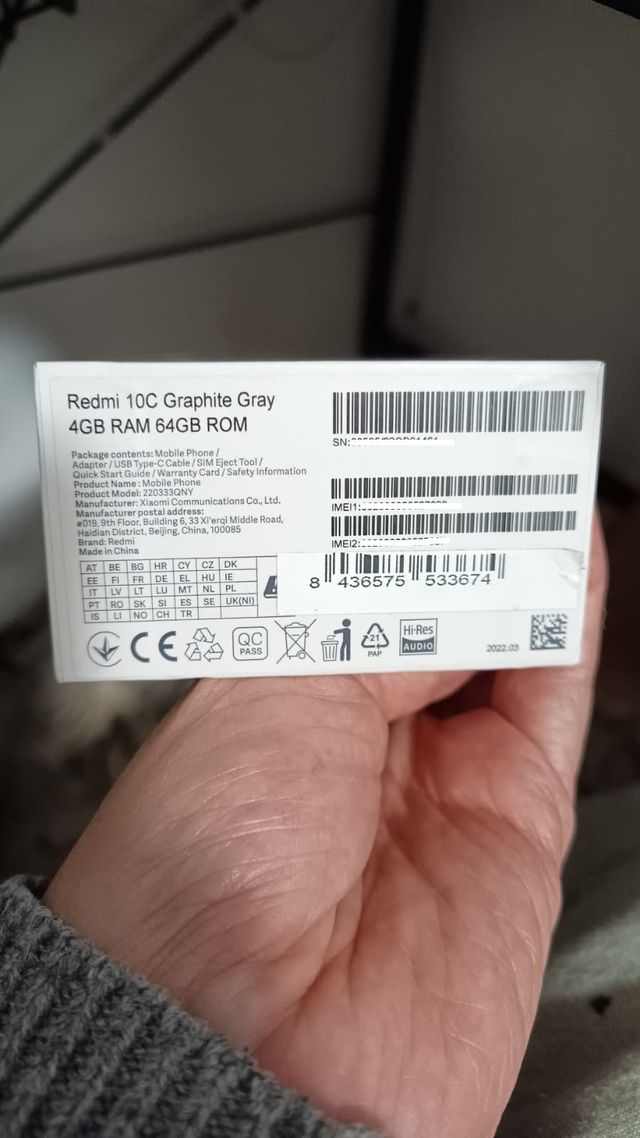 Redmi 10C Graphite Gray
4GB RAM 64GB ROM
Package contents: Mobile Phone /
Adapter / USB Type-C Cable / SIM Eject Tool /
Quick Start Guide / Warranty Card / Safety Information
Product Name : Mobile Phone
Product Model: 220333QNY
Manufacturer: Xiaomi Communications Co., Ltd.
Manufacturer postal address:
#019, 9th Floor, Building 6, 33 Xi'erqi Middle Road,
Haidian District, Beijing, China, 100085
Brand: Redmi
Made in China
SN:
IMEI1:
IMEI2:
AT BE BG HR CY CZ DK
EE FI FR DE EL HU IE
IT LV LT LU MT NL PL
PT RO SK SI ES SE UK(NI)
IS LI NO CH TR
8 436575 533674
CE
QC
PASS
21
PAP
Hi-Res
AUDIO
2022.03